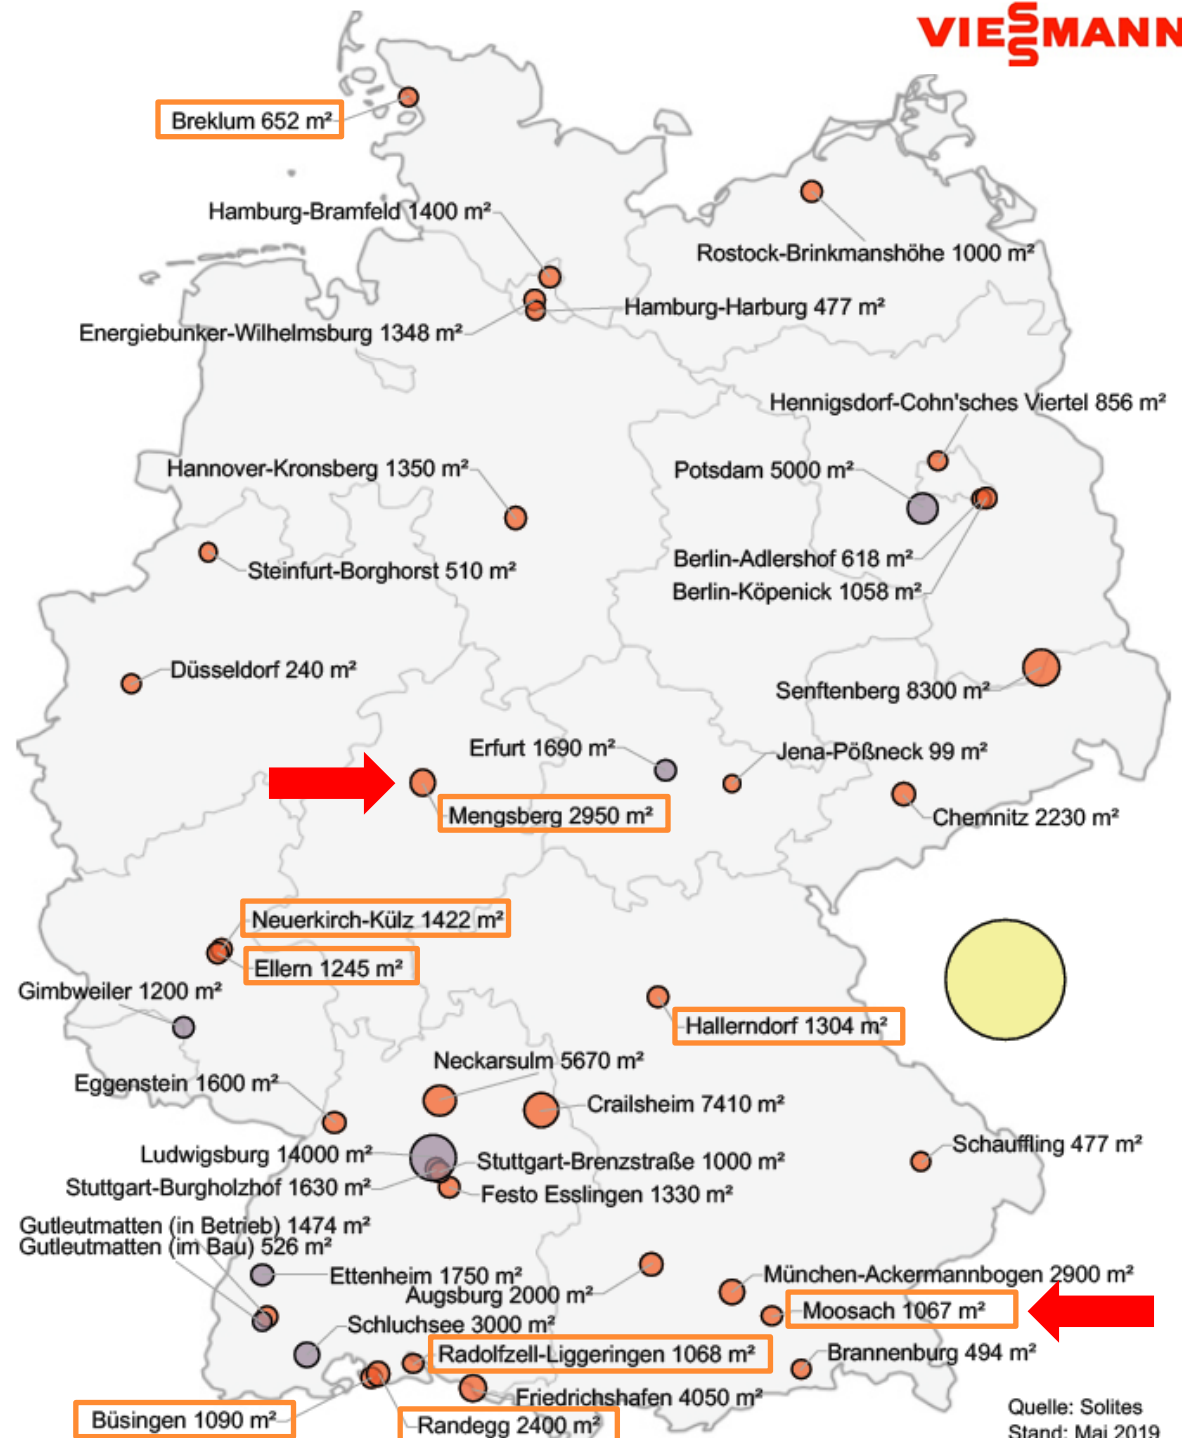 VIESSMANN
Breklum 652 m²
Hamburg-Bramfeld 1400 m²
Rostock-Brinkmanshöhe 1000 m²
Hamburg-Harburg 477 m²
Energiebunker-Wilhelmsburg 1348 m²
Hennigsdorf-Cohn'sches Viertel 856 m²
Hannover-Kronsberg 1350 m²
Potsdam 5000 m²
Berlin-Adlershof 618 m²
Steinfurt-Borghorst 510 m²
Berlin-Köpenick 1058 m²
Düsseldorf 240 m²
Senftenberg 8300 m²
Erfurt 1690 m²
Jena-Pößneck 99 m²
Mengsberg 2950 m²
Chemnitz 2230 m²
Neuerkirch-Külz 1422 m²
Ellern 1245 m²
Gimbweiler 1200 m²
Hallerndorf 1304 m²
Neckarsulm 5670 m²
Eggenstein 1600 m²
Crailsheim 7410 m²
Schauffling 477 m²
Ludwigsburg 14000 m²
Stuttgart-Brenzstraße 1000 m²
Stuttgart-Burgholzhof 1630 m²
Festo Esslingen 1330 m²
Gutleutmatten (in Betrieb) 1474 m²
Gutleutmatten (im Bau) 526 m²
Ettenheim 1750 m²
München-Ackermannbogen 2900 m²
Augsburg 2000 m²
Moosach 1067 m²
Schluchsee 3000 m²
Radolfzell-Liggeringen 1068 m²
Brannenburg 494 m²
Friedrichshafen 4050 m²
Büsingen 1090 m²
Randegg 2400 m²
Quelle: Solites
Stand: Mai 2019